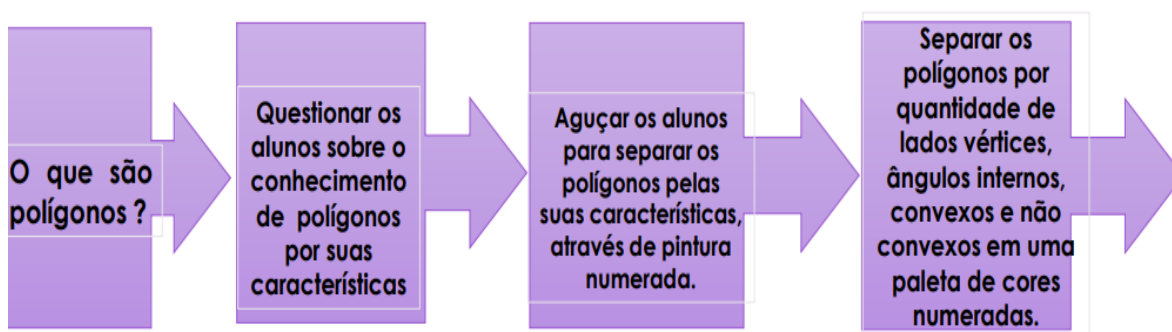 O que são
polígonos ?
Questionar os
alunos sobre o
conhecimento
de polígonos
por suas
características
Aguçar os alunos
para separar os
polígonos pelas
suas características,
através de pintura
numerada.
Separar os
polígonos por
quantidade de
lados vértices,
ângulos internos,
convexos e não
convexos em uma
paleta de cores
numeradas.